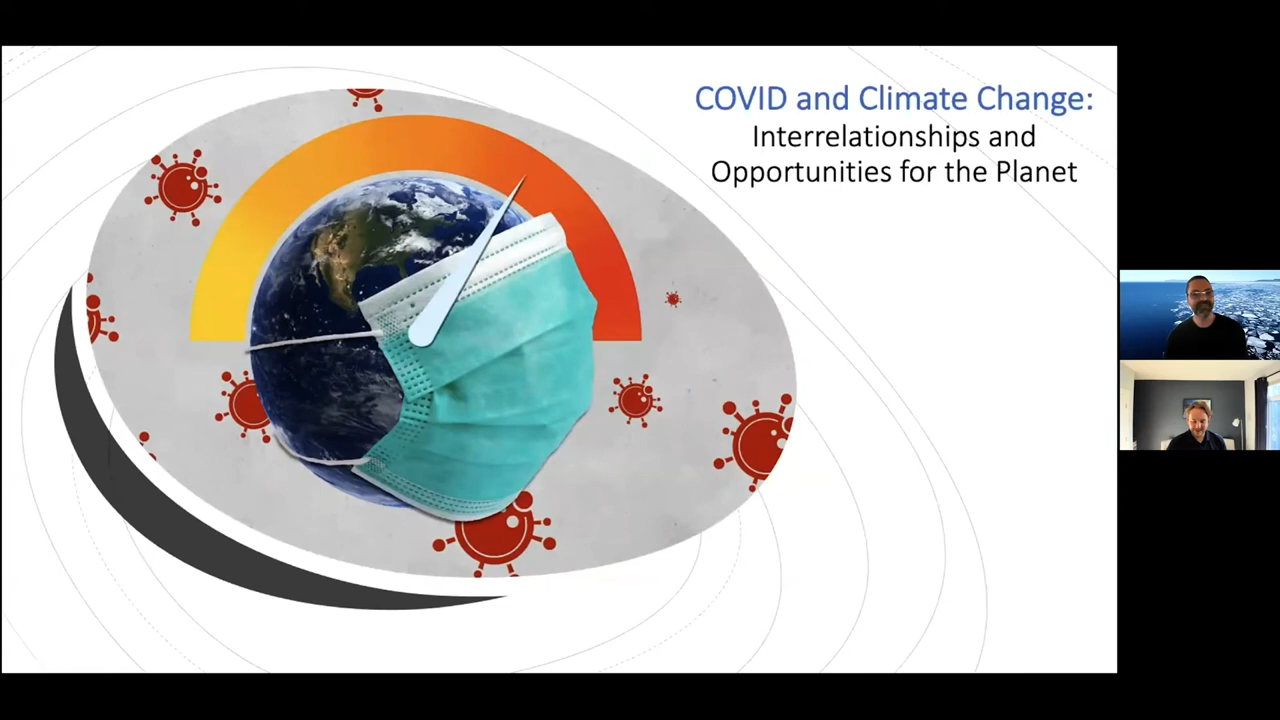 COVID and Climate Change:
Interrelationships and
Opportunities for the Planet